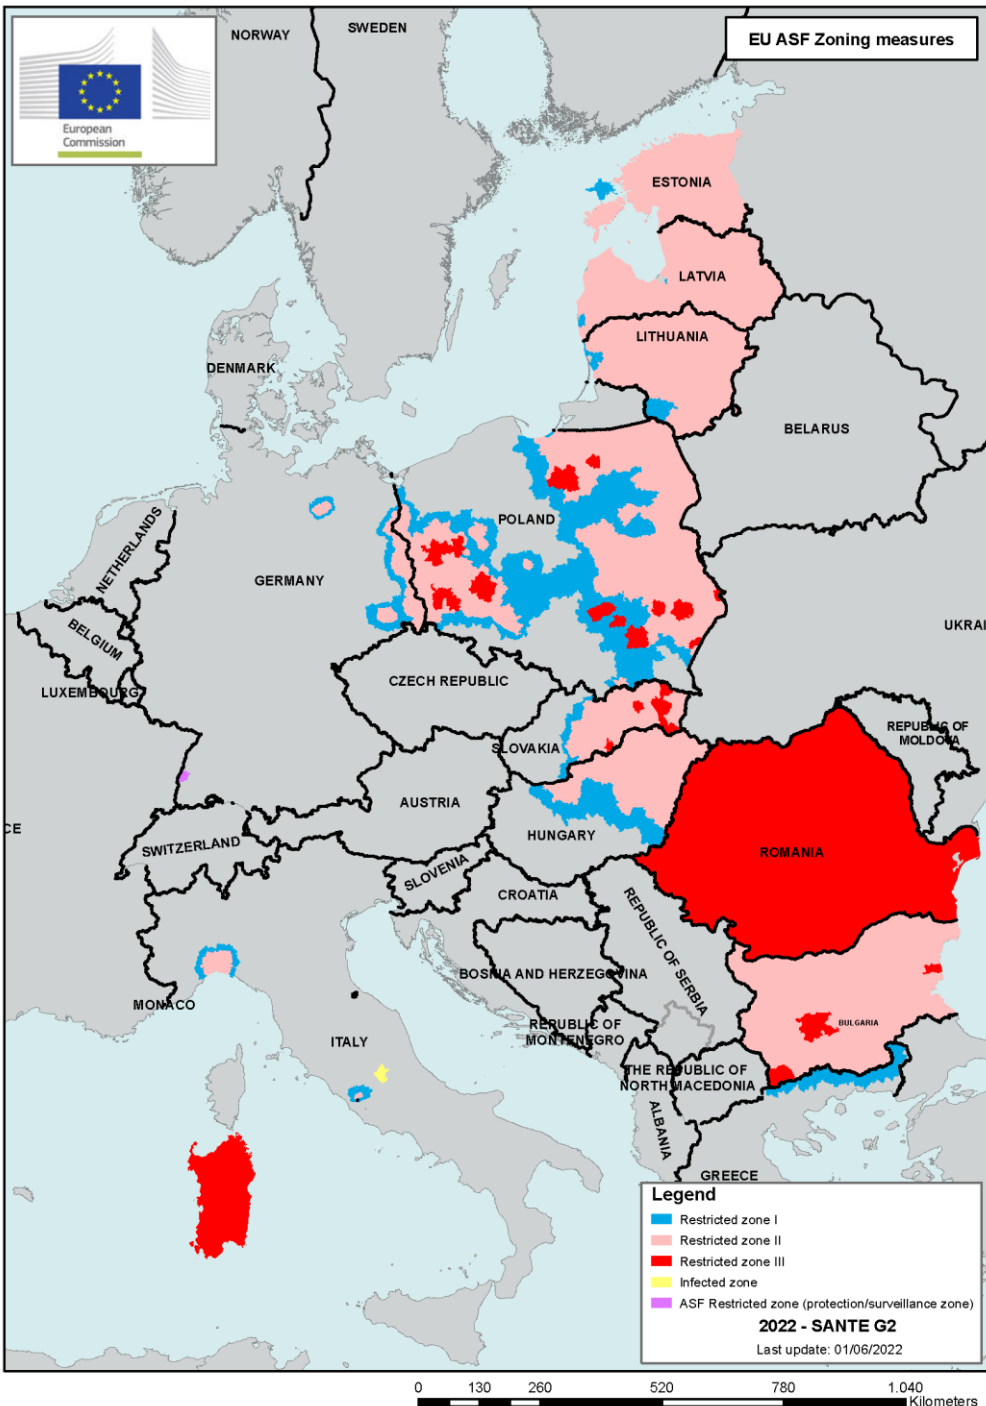 NORWAY
SWEDEN
EU ASF Zoning measures
European
Commission
ESTONIA
LATVIA
LITHUANIA
DENMARK
BELARUS
NETHERLANDS
POLAND
GERMANY
BELGIUM
UKRAI
LUXEMBOURG
CZECH REPUBLIC
SLOVAKIA
REPUBLIC OF
MOLDOVA
AUSTRIA
CE
HUNGARY
SWITZERLAND
ROMANIA
SLOVENIA
CROATIA
REPUBLIC OF SERBIA
BOSNIA AND HERZEGOVINA
MONACO
REPUBLIC OF
MONTENEGRO
BULGARIA
ITALY
THE REPUBLIC OF
NORTH MACEDONIA
ALBANIA
GREECE
Legend
Restricted zone I
Restricted zone II
Restricted zone III
Infected zone
ASF Restricted zone (protection/surveillance zone)
2022 - SANTE G2
Last update: 01/06/2022
0 130 260 520 780 1.040
Kilometers